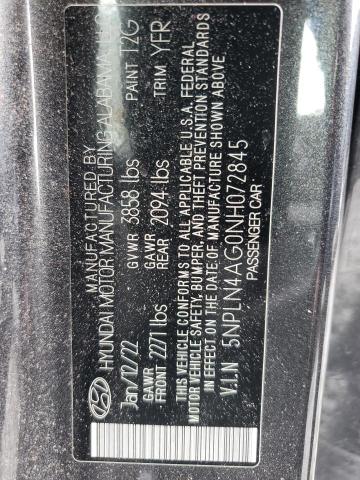 MANUFACTURED BY
HYUNDAI MOTOR MANUFACTURING ALABAMA, LLC
Jan/12/22 GVWR 3858 lbs PAINT T2G
GAWR FRONT 2271 lbs GAWR REAR 2094 lbs TRIM YFR
THIS VEHICLE CONFORMS TO ALL APPLICABLE U.S.A. FEDERAL
MOTOR VEHICLE SAFETY, BUMPER, AND THEFT PREVENTION STANDARDS
IN EFFECT ON THE DATE OF MANUFACTURE SHOWN ABOVE.
V.I.N 5NPLN4AG0NH072845
PASSENGER CAR